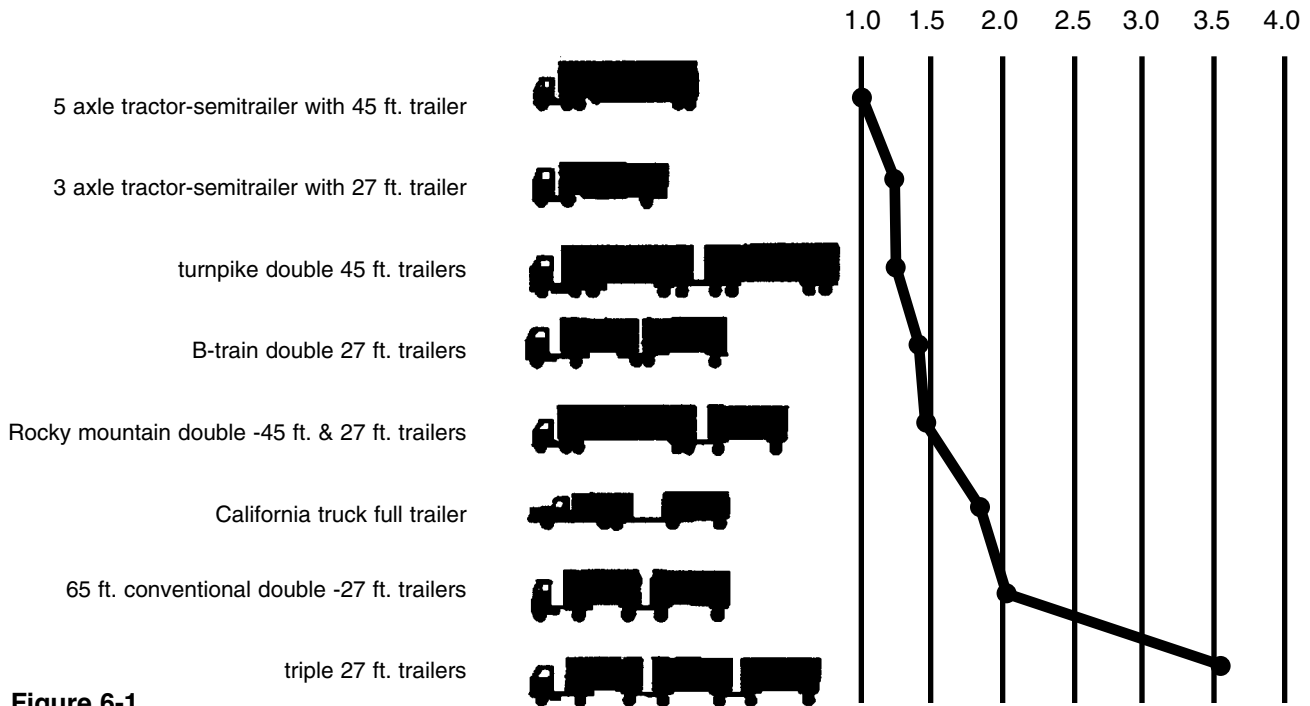 1.0 1.5 2.0 2.5 3.0 3.5 4.0
5 axle tractor-semitrailer with 45 ft. trailer
3 axle tractor-semitrailer with 27 ft. trailer
turnpike double 45 ft. trailers
B-train double 27 ft. trailers
Rocky mountain double -45 ft. & 27 ft. trailers
California truck full trailer
65 ft. conventional double -27 ft. trailers
triple 27 ft. trailers
Figure 6-1